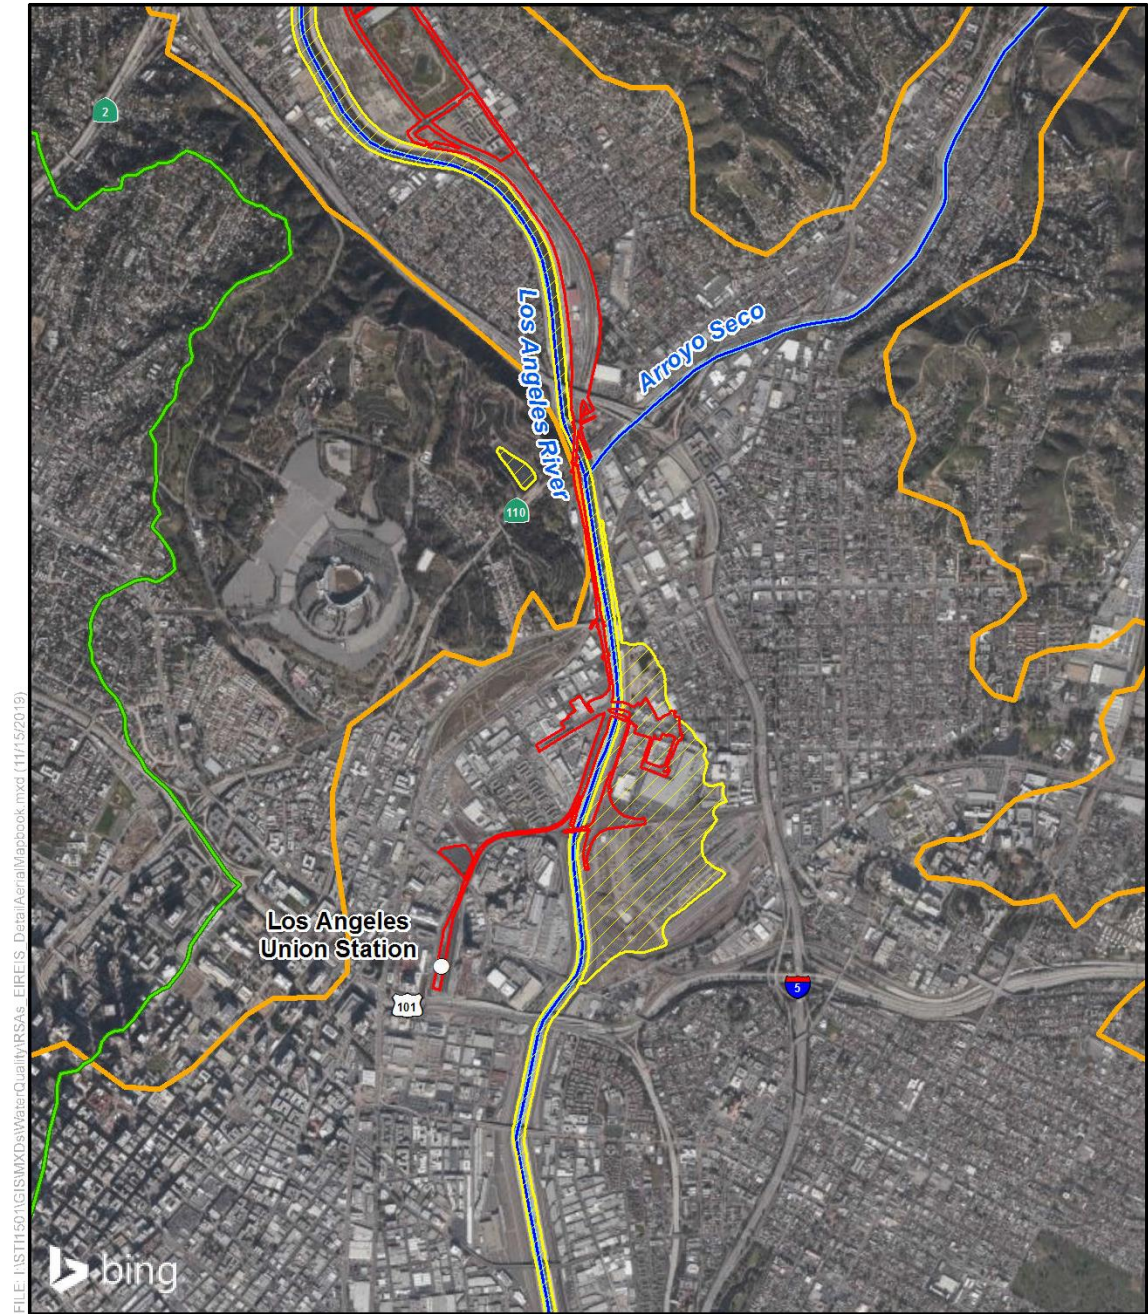 2
Los Angeles River
Arroyo Seco
110
Los Angeles
Union Station
101
5
bing
FILE: I:\STI1501\GIS\MXDs\WaterQuality\RSAs_EIREIS_DetailAerialMapbook.mxd (11/15/2019)